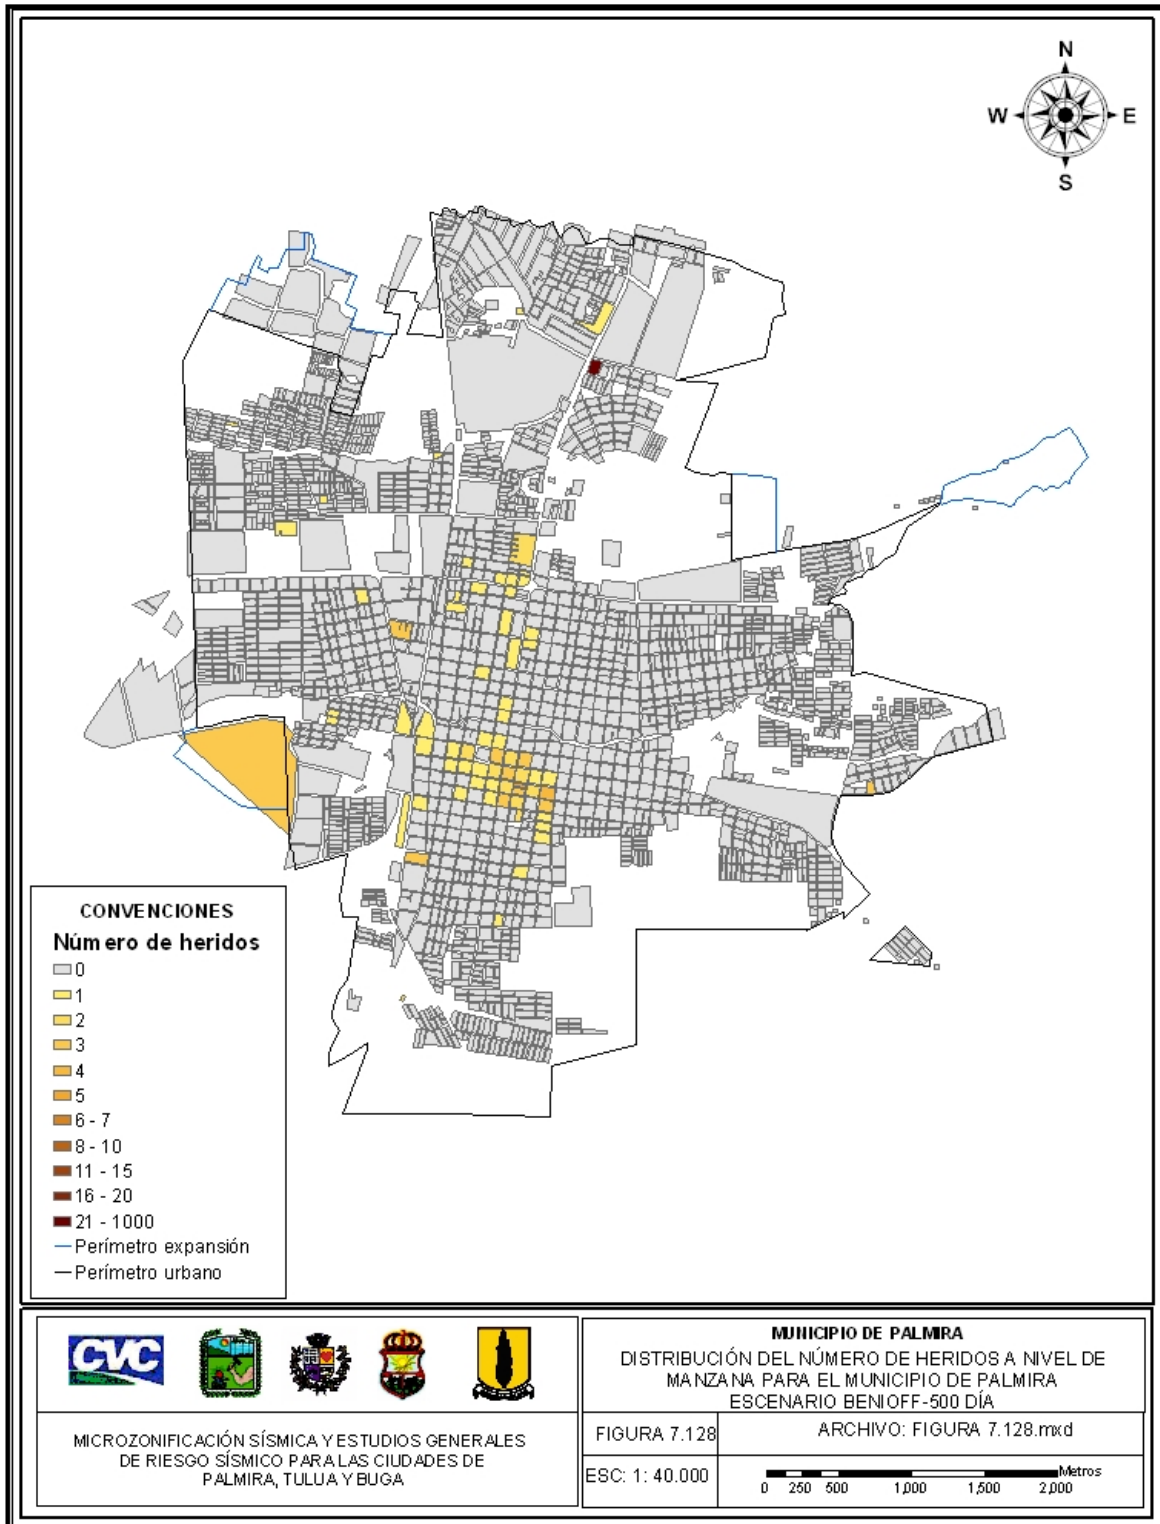 N
W
E
S
CONVENCIONES
Número de heridos
0
1
2
3
4
5
6 - 7
8 - 10
11 - 15
16 - 20
21 - 1000
Perímetro expansión
Perímetro urbano
CVC
MICROZONIFICACIÓN SÍSMICA Y ESTUDIOS GENERALES
DE RIESGO SÍSMICO PARA LAS CIUDADES DE
PALMIRA, TULUA Y BUGA
MUNICIPIO DE PALMIRA
DISTRIBUCIÓN DEL NÚMERO DE HERIDOS A NIVEL DE
MANZANA PARA EL MUNICIPIO DE PALMIRA
ESCENARIO BENIOFF-500 DÍA
FIGURA 7.128
ARCHIVO: FIGURA 7.128.mxd
ESC: 1: 40.000
Metros
0 250 500 1,000 1,500 2,000